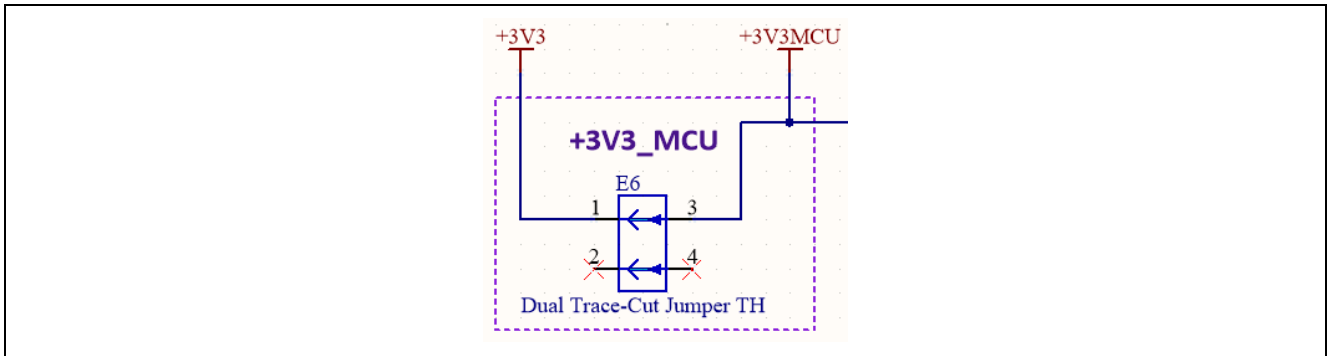 +3V3 +3V3MCU
+3V3_MCU
E6
1 3
2 4
Dual Trace-Cut Jumper TH